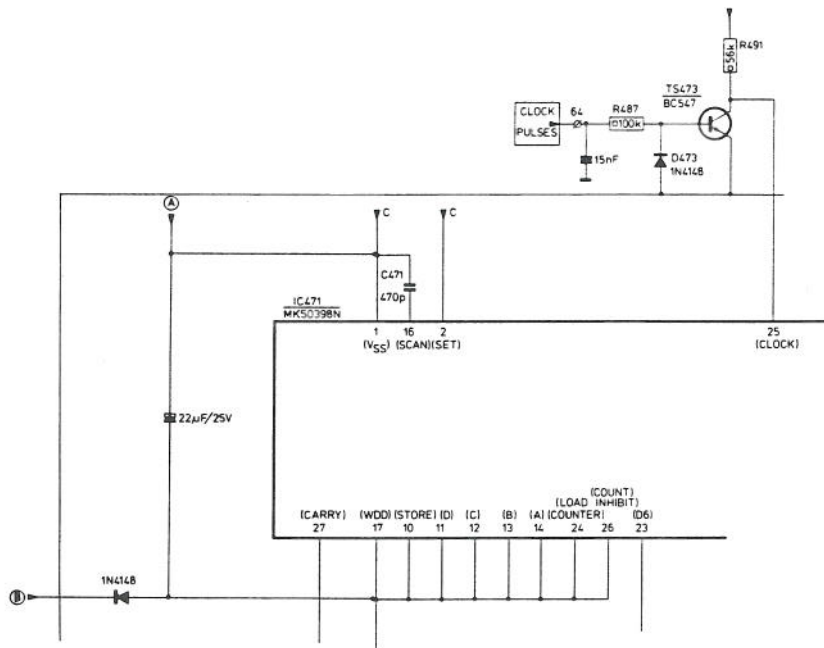 R491
56k
TS473
BC547
CLOCK
PULSES
64
R487
100k
15nF
D473
1N4148
A
C
C
C471
470p
IC471
MK50398N
1
16
2
25
(VSS)
(SCAN)
(SET)
(CLOCK)
22µF/25V
(COUNT)
(LOAD
INHIBIT)
(CARRY)
(WDD)
(STORE)
(D)
(C)
(B)
(A)
(COUNTER)
(D6)
27
17
10
11
12
13
14
24
26
23
1N4148
B